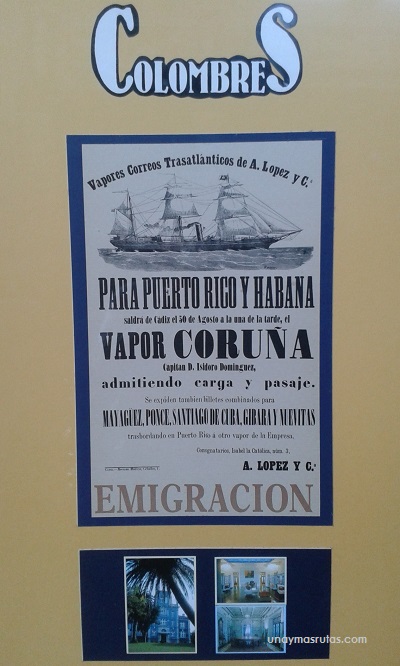 COLOMBRES
Vapores Correos Trasatlànticos de A. Lopez y C.ª
PARA PUERTO RICO Y HABANA
saldra de Cadiz el 30 de Agosto a la una de la tarde, el
VAPOR CORUÑA
Capitan D. Isidoro Dominguez,
admitiendo carga y pasaje.
Se expiden tambien billetes combinados para
MAYAGUEZ, PONCE, SANTIAGO DE CUBA, GIBARA Y NUEVITAS
trasbordando en Puerto Rico a otro vapor de la Empresa.
Consignatarios, Isabel la Católica, núm. 3.
A. LOPEZ Y C.ª
EMIGRACION
unaymasrutas.com